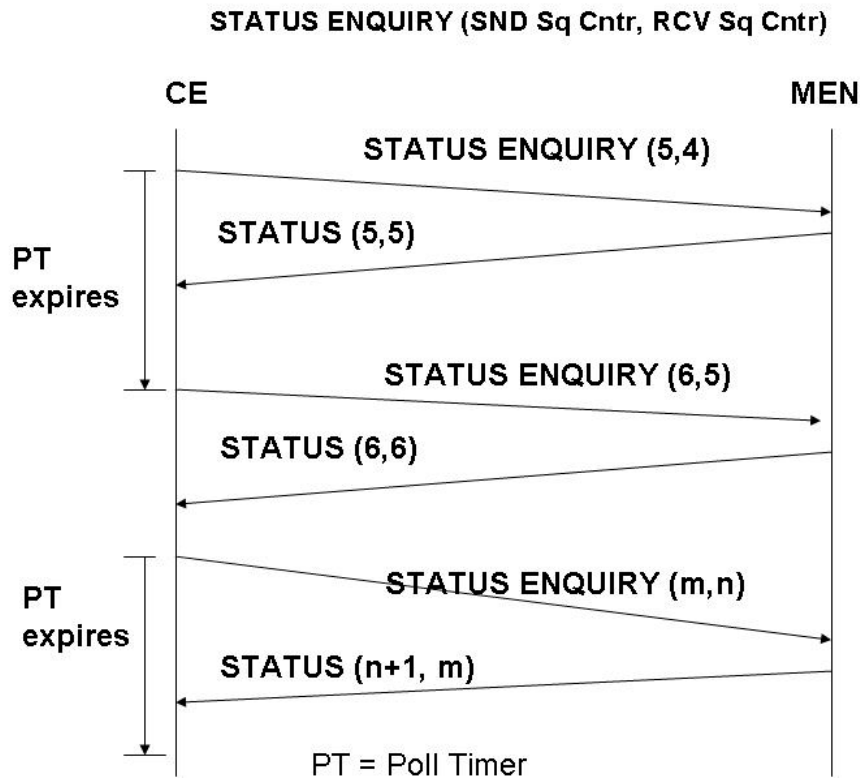 STATUS ENQUIRY (SND Sq Cntr, RCV Sq Cntr)
CE
MEN
STATUS ENQUIRY (5,4)
STATUS (5,5)
PT
expires
STATUS ENQUIRY (6,5)
STATUS (6,6)
STATUS ENQUIRY (m,n)
PT
expires
STATUS (n+1, m)
PT = Poll Timer